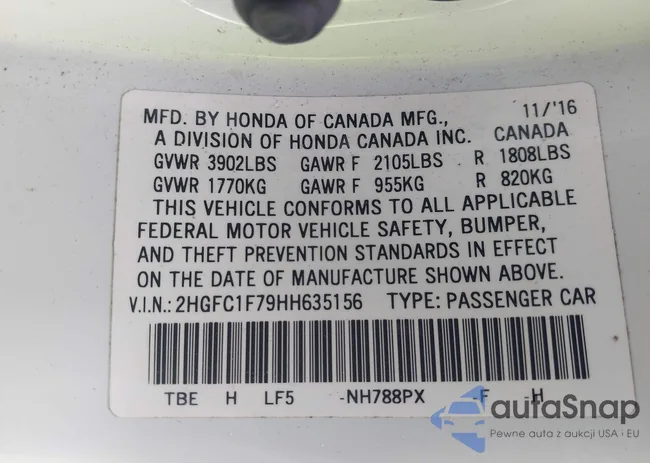 MFD. BY HONDA OF CANADA MFG., 11/'16
A DIVISION OF HONDA CANADA INC. CANADA
GVWR 3902LBS GAWR F 2105LBS R 1808LBS
GVWR 1770KG GAWR F 955KG R 820KG
THIS VEHICLE CONFORMS TO ALL APPLICABLE
FEDERAL MOTOR VEHICLE SAFETY, BUMPER,
AND THEFT PREVENTION STANDARDS IN EFFECT
ON THE DATE OF MANUFACTURE SHOWN ABOVE.
V.I.N.: 2HGFC1F79HH635156 TYPE: PASSENGER CAR
TBE H LF5 -NH788PX -F -H
autaSnap
Pewne auta z aukcji USA i EU